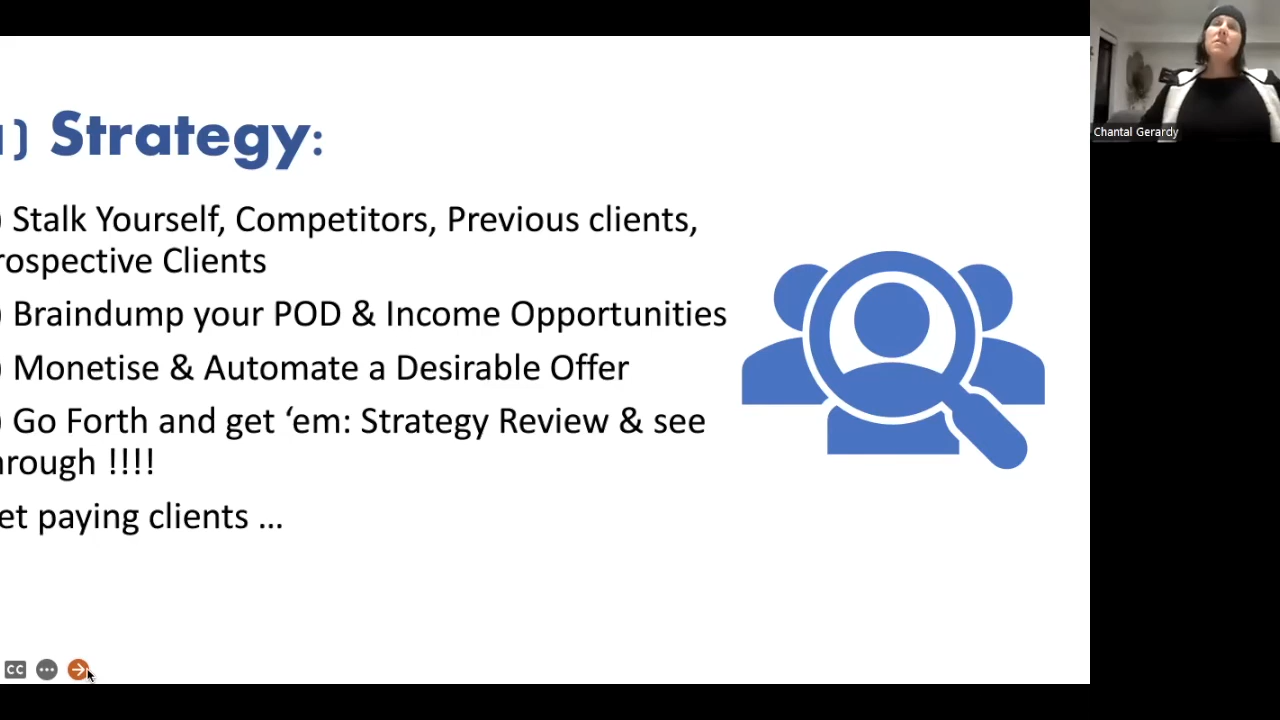 ) Strategy:
) Stalk Yourself, Competitors, Previous clients,
rospective Clients
) Braindump your POD & Income Opportunities
) Monetise & Automate a Desirable Offer
) Go Forth and get ‘em: Strategy Review & see
hrough !!!!
et paying clients …
CC
Chantal Gerardy